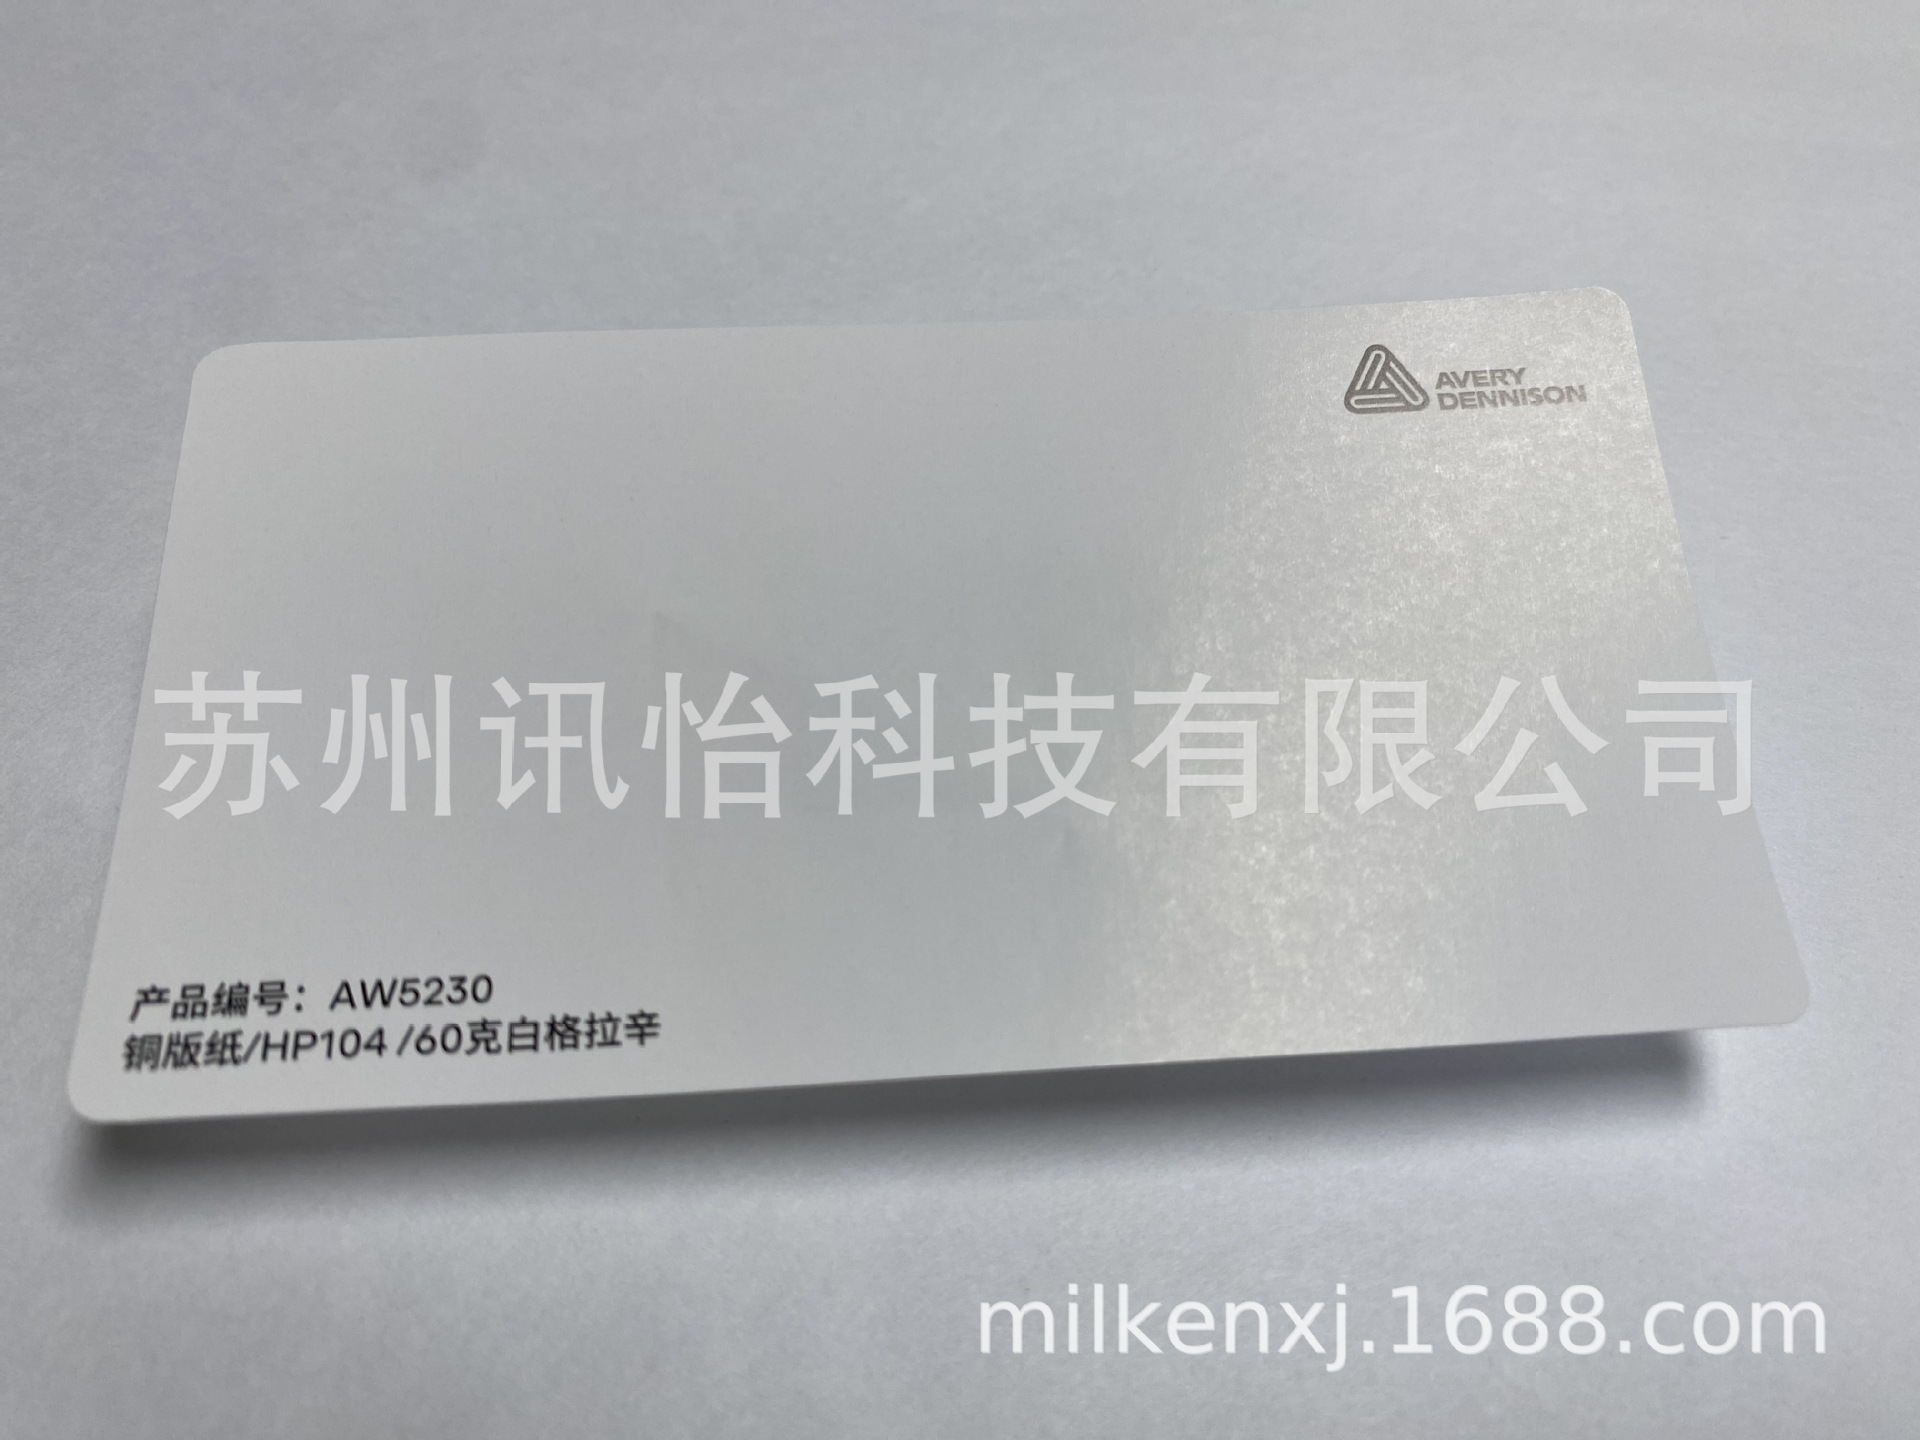 AVERY
DENNISON
苏州讯怡科技有限公司
产品编号：AW5230
铜版纸/HP104 /60克白格拉辛
milkenxj.1688.com